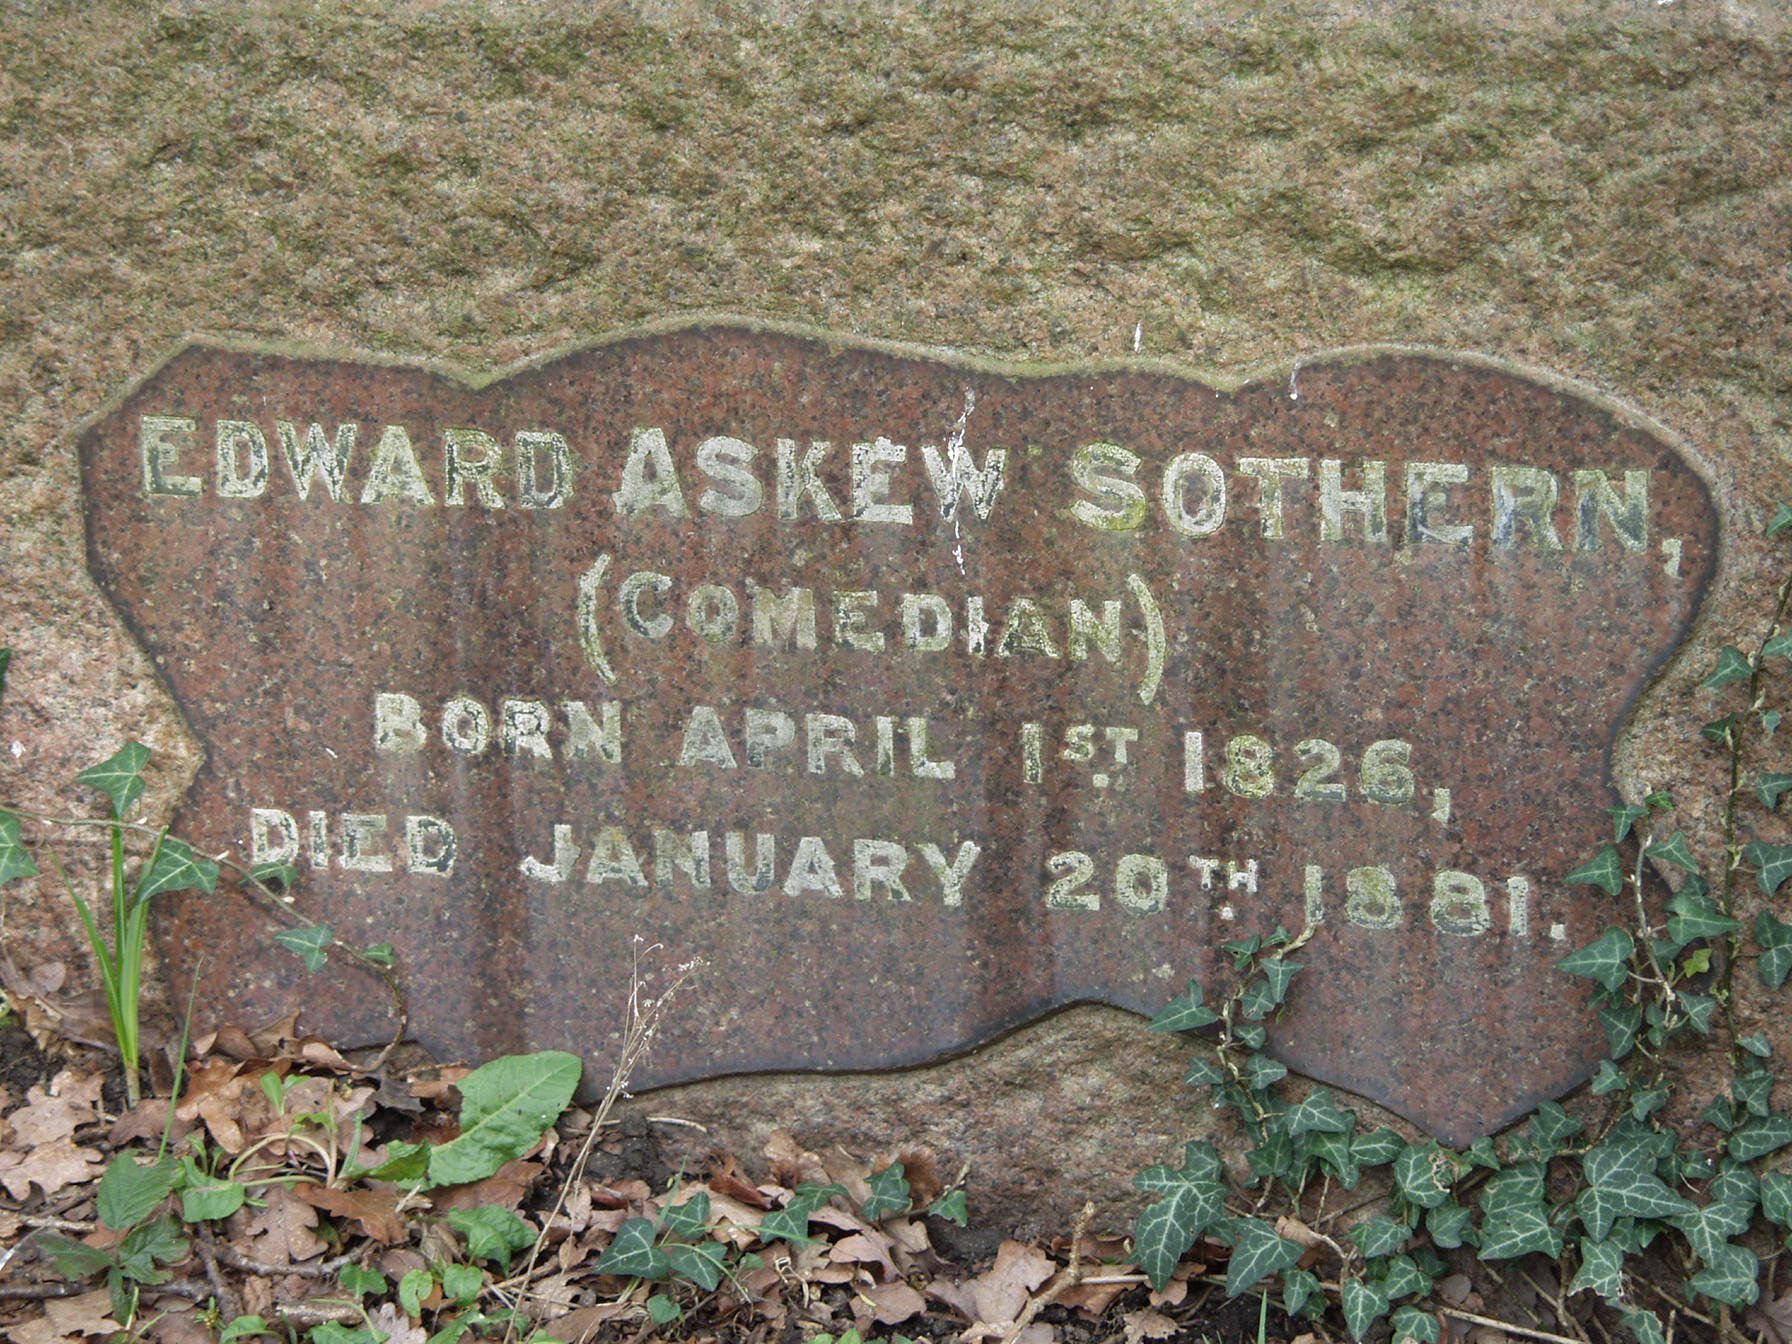 EDWARD ASKEW SOTHERN,
(COMEDIAN)
BORN APRIL 1ST 1826,
DIED JANUARY 20TH 1881.